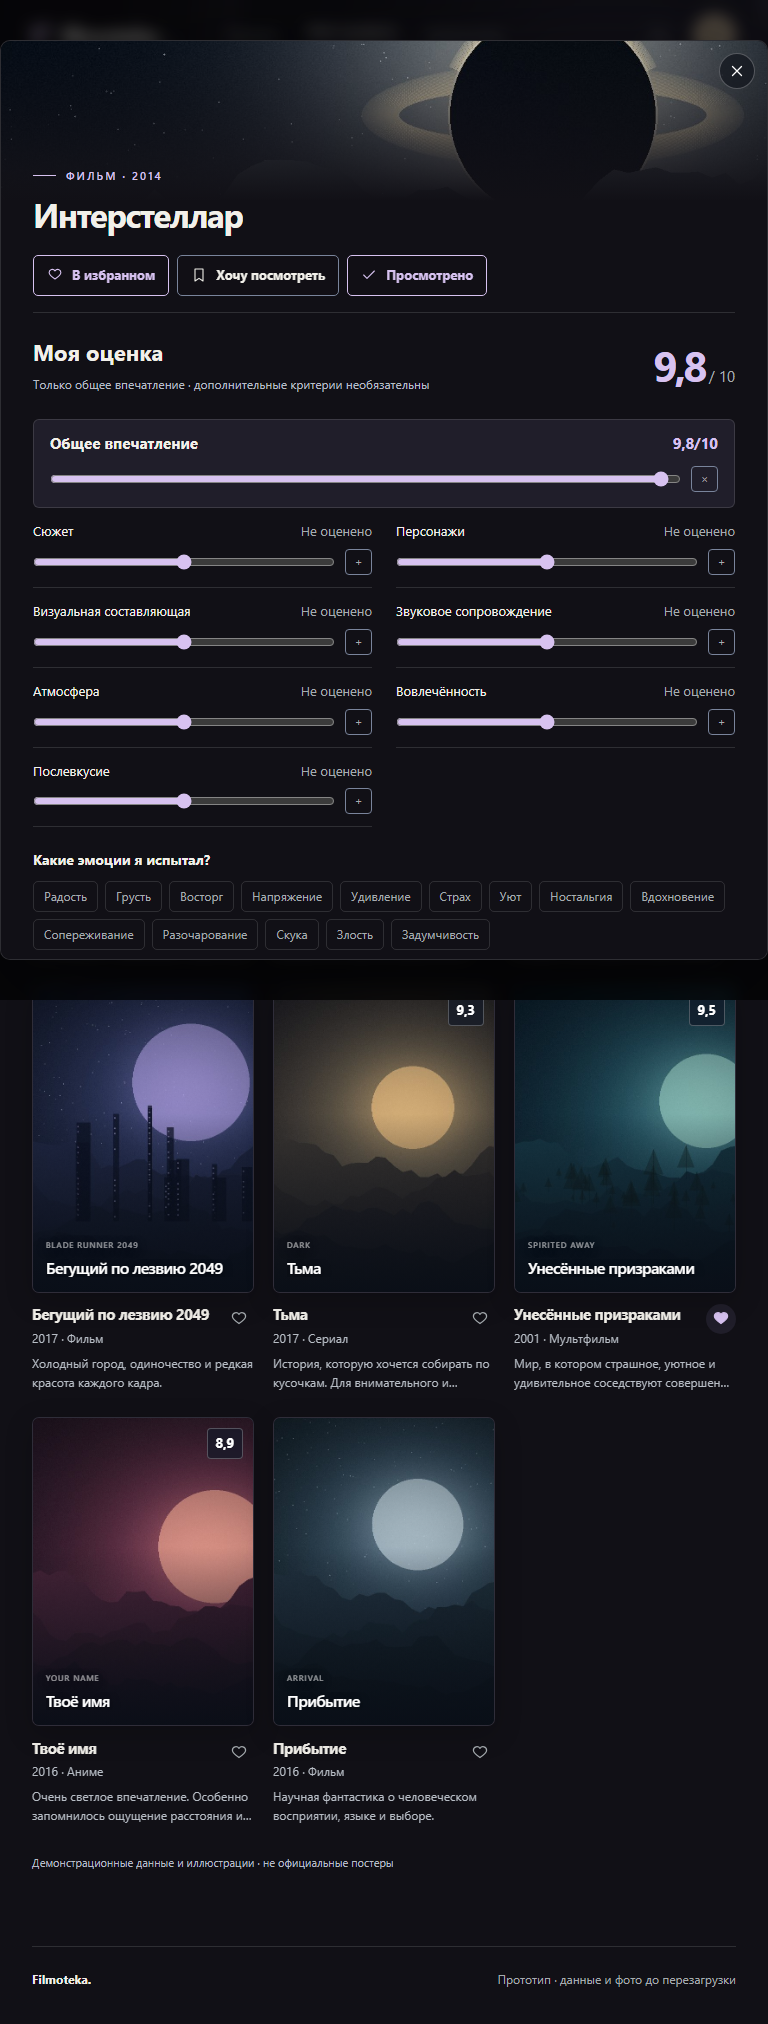 ФИЛЬМ · 2014
Интерстеллар
В избранном
Хочу посмотреть
Просмотрено
Моя оценка
9,8 / 10
Только общее впечатление · дополнительные критерии необязательны
Общее впечатление
9,8/10
×
Сюжет
Не оценено
+
Персонажи
Не оценено
+
Визуальная составляющая
Не оценено
+
Звуковое сопровождение
Не оценено
+
Атмосфера
Не оценено
+
Вовлечённость
Не оценено
+
Послевкусие
Не оценено
+
Какие эмоции я испытал?
Радость
Грусть
Восторг
Напряжение
Удивление
Страх
Уют
Ностальгия
Вдохновение
Сопереживание
Разочарование
Скука
Злость
Задумчивость
BLADE RUNNER 2049
Бегущий по лезвию 2049
Бегущий по лезвию 2049
2017 · Фильм
Холодный город, одиночество и редкая
красота каждого кадра.
9,3
DARK
Тьма
Тьма
2017 · Сериал
История, которую хочется собирать по
кусочкам. Для внимательного и...
9,5
SPIRITED AWAY
Унесённые призраками
Унесённые призраками
2001 · Мультфильм
Мир, в котором страшное, уютное и
удивительное соседствуют совершен...
8,9
YOUR NAME
Твоё имя
Твоё имя
2016 · Аниме
Очень светлое впечатление. Особенно
запомнилось ощущение расстояния и...
ARRIVAL
Прибытие
Прибытие
2016 · Фильм
Научная фантастика о человеческом
восприятии, языке и выборе.
Демонстрационные данные и иллюстрации · не официальные постеры
Filmoteka.
Прототип · данные и фото до перезагрузки